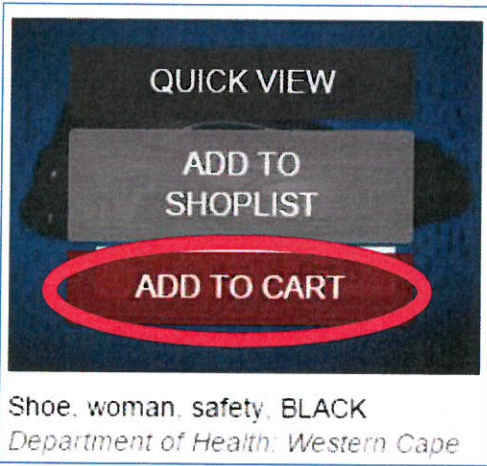 QUICK VIEW
ADD TO
SHOPLIST
ADD TO CART
Shoe, woman, safety, BLACK
Department of Health: Western Cape